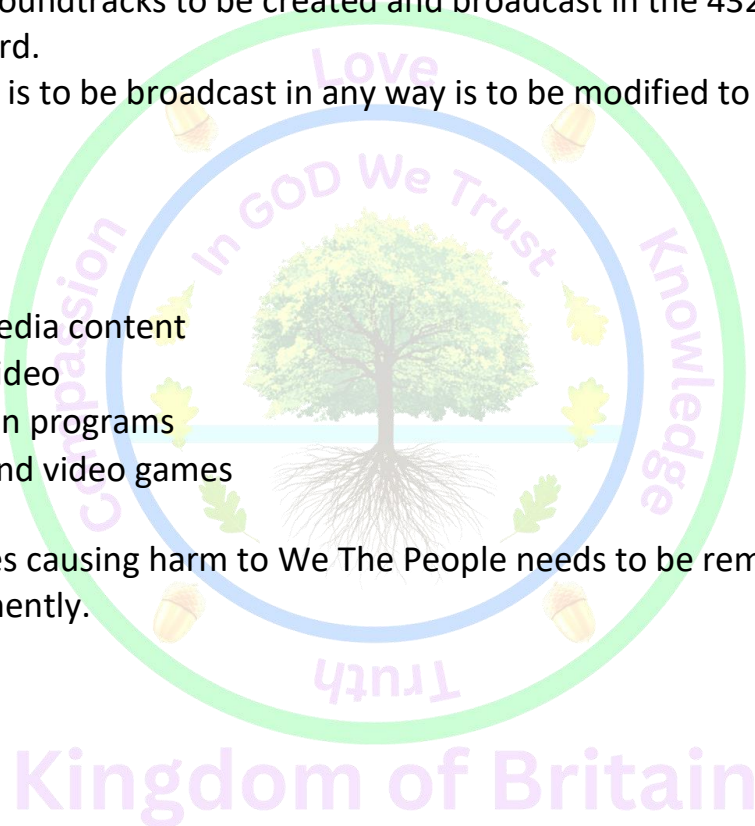 oundtracks to be created and broadcast in the 432
rd.
is to be broadcast in any way is to be modified to
Love
In GOD We Trust
Compassion
Knowledge
edia content
ideo
n programs
nd video games
es causing harm to We The People needs to be rem
nently.
Truth
Kingdom of Britain